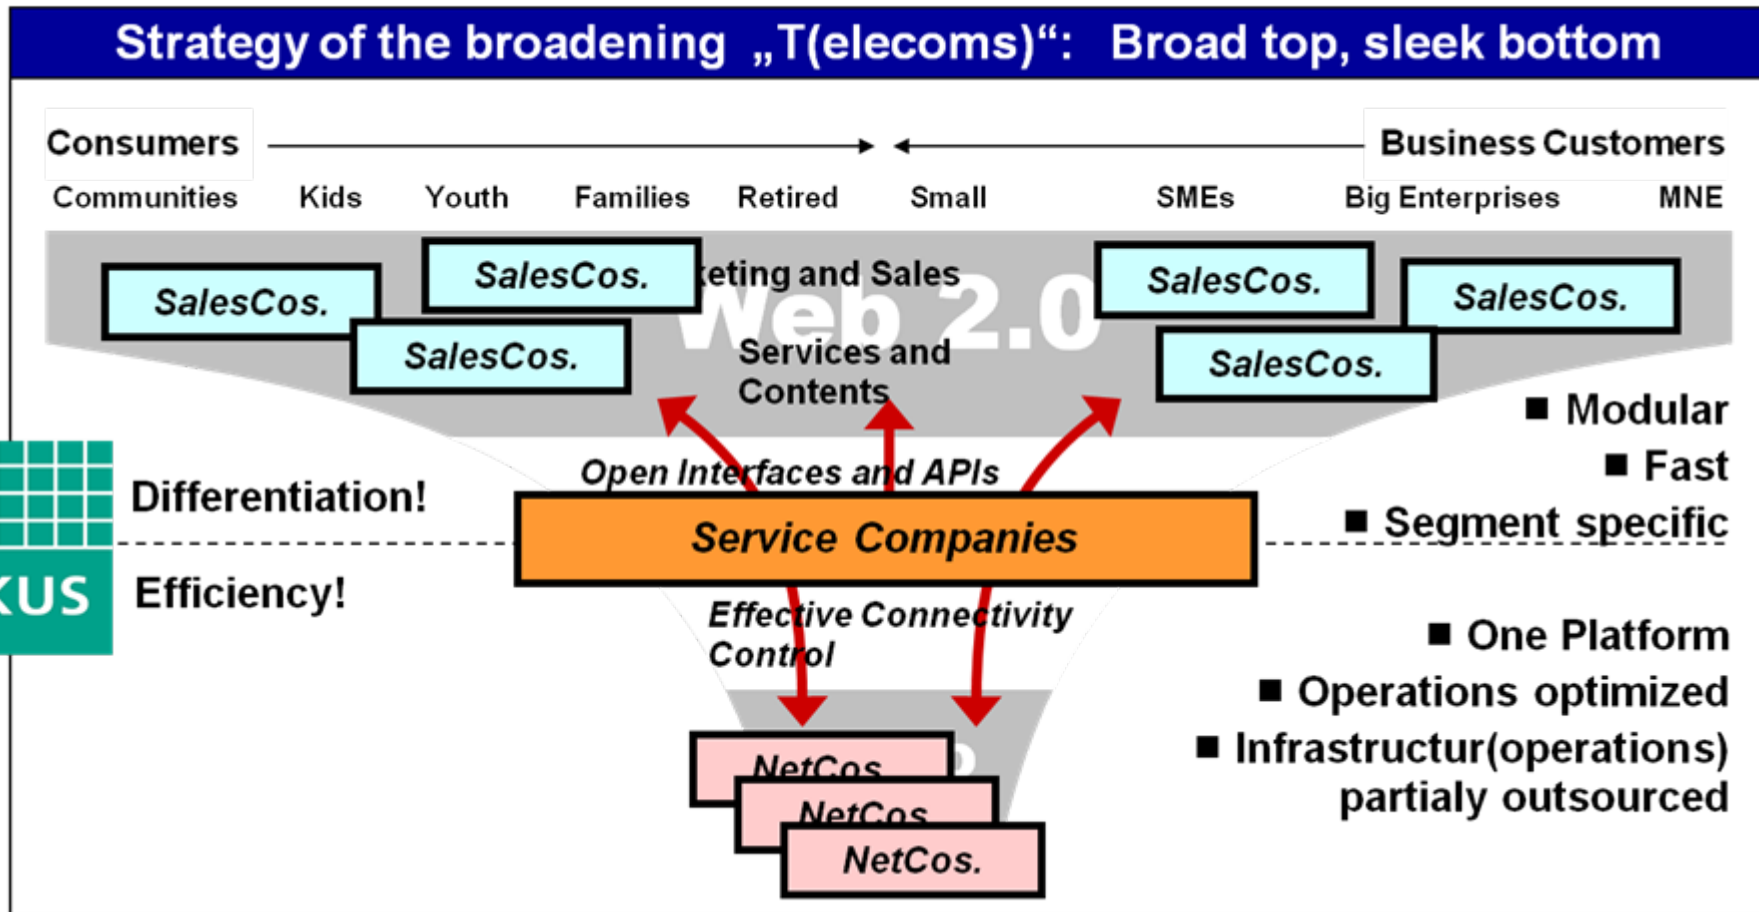 Strategy of the broadening „T(elecoms)“: Broad top, sleek bottom
Consumers
Business Customers
Communities Kids Youth Families Retired Small SMEs Big Enterprises MNE
SalesCos.
SalesCos.
SalesCos.
keting and Sales
Web 2.0
Services and
Contents
SalesCos.
SalesCos.
SalesCos.
Open Interfaces and APIs
Differentiation!
Service Companies
KUS
Efficiency!
Effective Connectivity
Control
NetCos
NetCos
NetCos.
■ Modular
■ Fast
■ Segment specific
■ One Platform
■ Operations optimized
■ Infrastructur(operations)
partialy outsourced